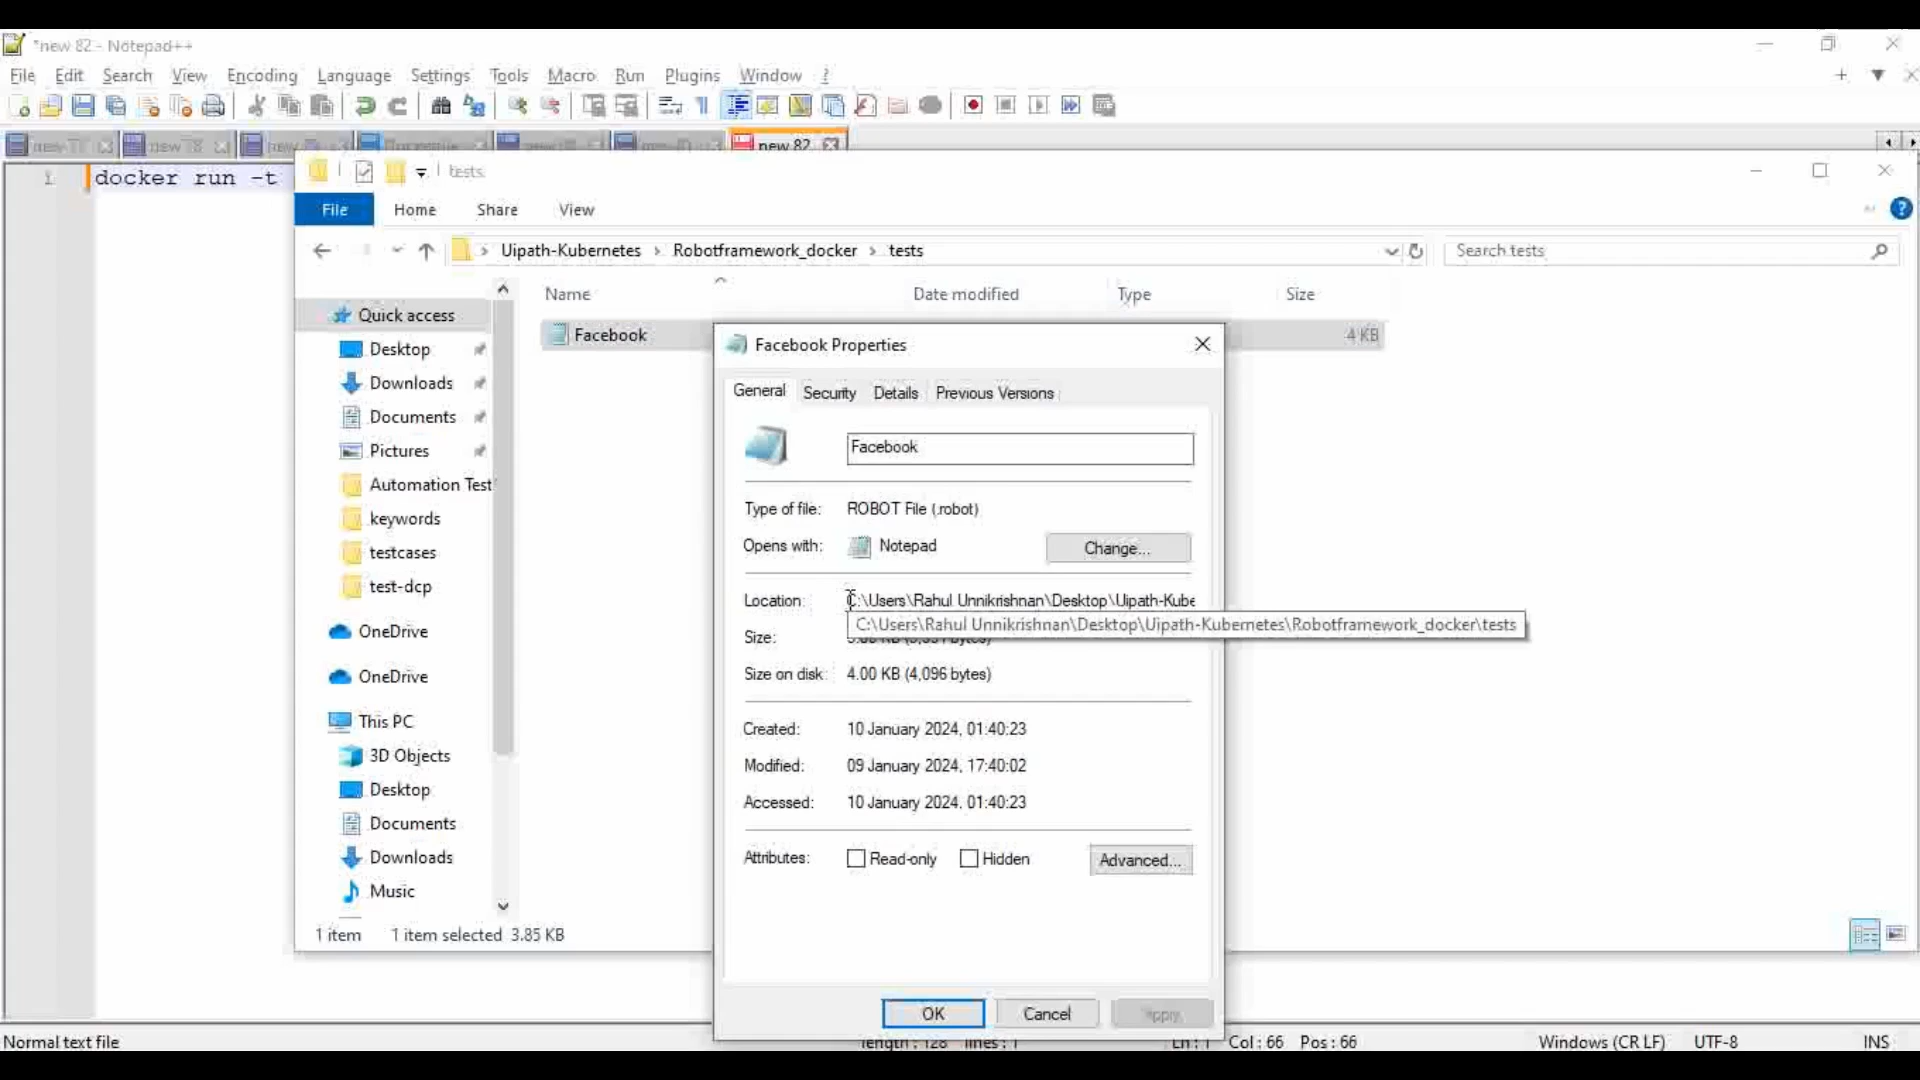 *new 82 - Notepad++
File Edit Search View Encoding Language Settings Tools Macro Run Plugins Window ?
new 82
1 docker run -t
tests
File Home Share View
Uipath-Kubernetes > Robotframework_docker > tests
Search tests
Name Date modified Type Size
Quick access
Desktop
Downloads
Documents
Pictures
Automation Test
keywords
testcases
test-dcp
OneDrive
OneDrive
This PC
3D Objects
Desktop
Documents
Downloads
Music
Facebook 4 KB
1 item 1 item selected 3.85 KB
Facebook Properties
General Security Details Previous Versions
Facebook
Type of file: ROBOT File (.robot)
Opens with: Notepad Change...
Location: C:\Users\Rahul Unnikrishnan\Desktop\Uipath-Kube
C:\Users\Rahul Unnikrishnan\Desktop\Uipath-Kubernetes\Robotframework_docker\tests
Size:
Size on disk: 4.00 KB (4,096 bytes)
Created: 10 January 2024, 01:40:23
Modified: 09 January 2024, 17:40:02
Accessed: 10 January 2024, 01:40:23
Attributes: Read-only Hidden Advanced...
OK Cancel Apply
Normal text file length : 128 lines : 1 Ln : 1 Col : 66 Pos : 66 Windows (CR LF) UTF-8 INS